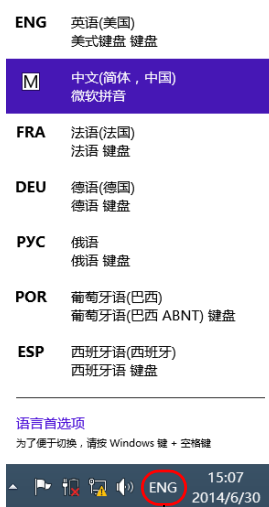 ENG 英语(美国)
美式键盘 键盘
M 中文(简体，中国)
微软拼音
FRA 法语(法国)
法语 键盘
DEU 德语(德国)
德语 键盘
РУС 俄语
俄语 键盘
POR 葡萄牙语(巴西)
葡萄牙语(巴西 ABNT) 键盘
ESP 西班牙语(西班牙)
西班牙语 键盘
语言首选项
为了便于切换，请按 Windows 键 + 空格键
ENG 15:07
2014/6/30